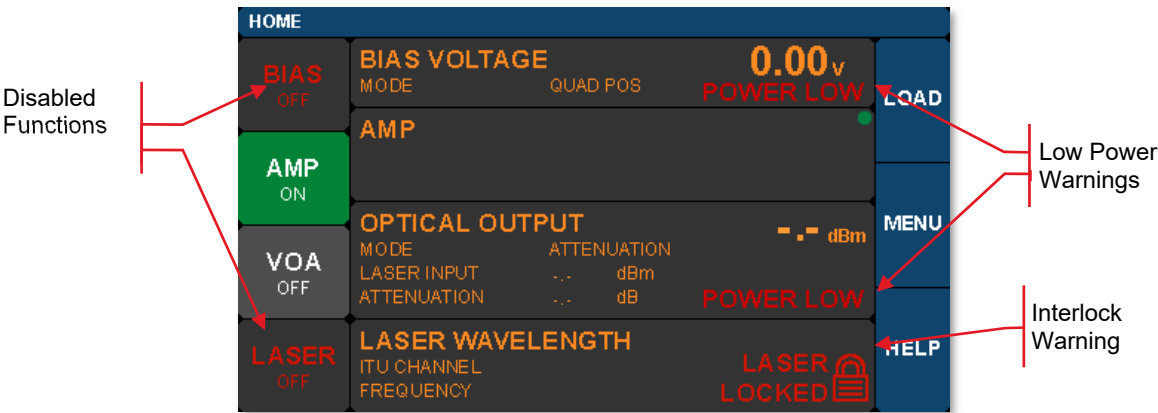 HOME
Disabled
Functions
BIAS
OFF
BIAS VOLTAGE
0.00v
MODE QUAD POS
POWER LOW
LOAD
AMP
ON
AMP
Low Power
Warnings
VOA
OFF
OPTICAL OUTPUT
-.- dBm
MODE ATTENUATION
LASER INPUT -.- dBm
ATTENUATION -.- dB
POWER LOW
MENU
LASER
OFF
LASER WAVELENGTH
ITU CHANNEL
FREQUENCY
LASER
LOCKED
HELP
Interlock
Warning